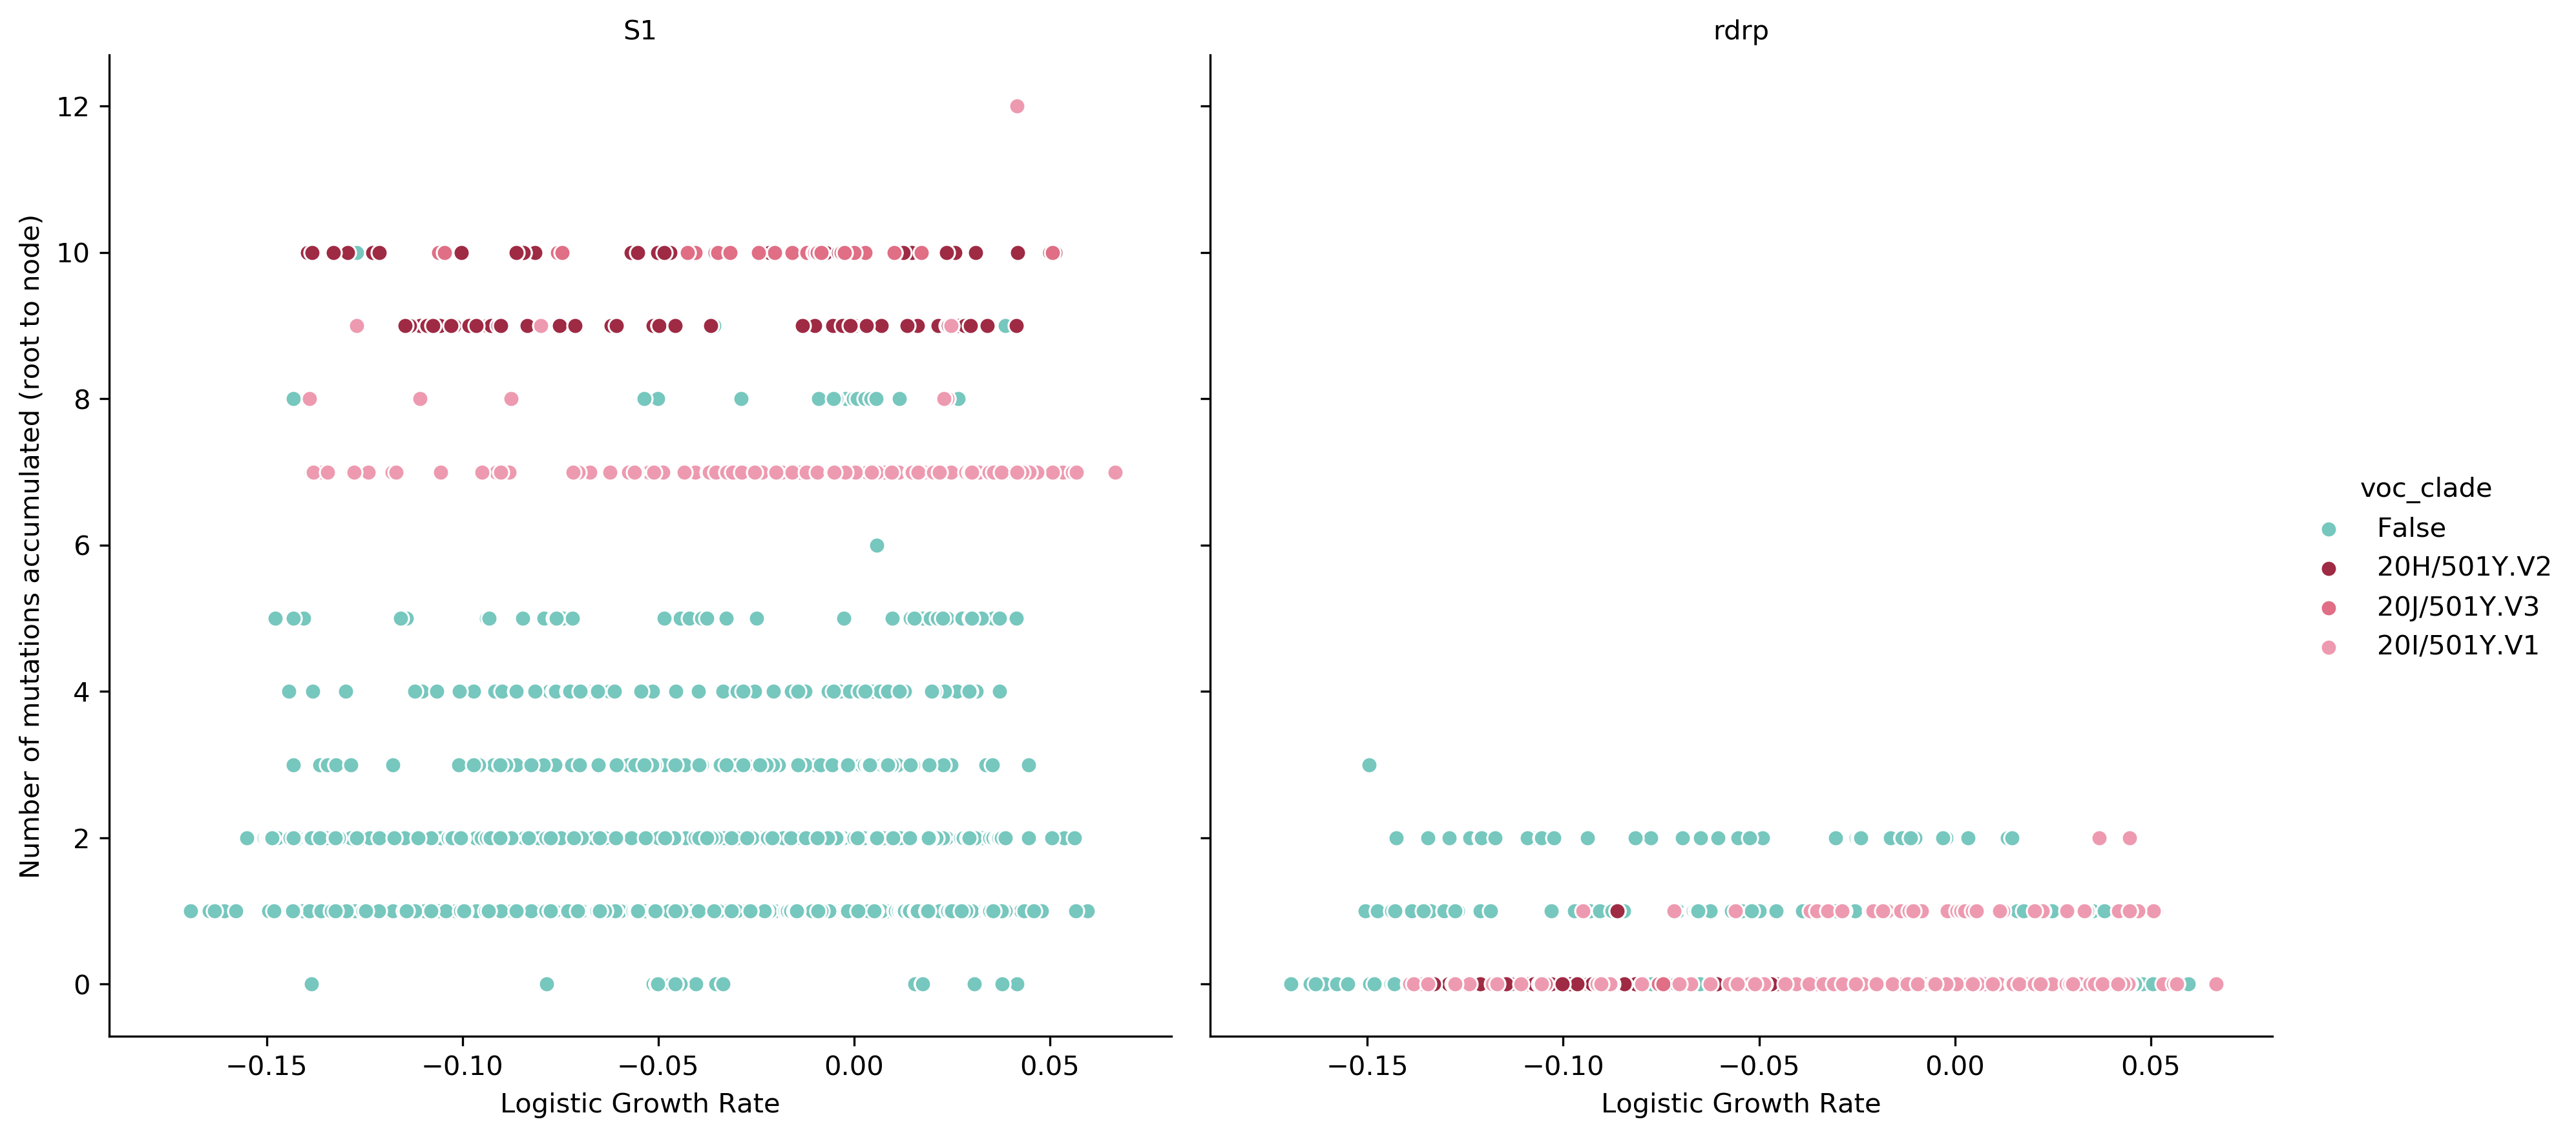 S1
rdrp
12
10
8
6
4
2
0
Number of mutations accumulated (root to node)
−0.15 −0.10 −0.05 0.00 0.05
−0.15 −0.10 −0.05 0.00 0.05
Logistic Growth Rate
Logistic Growth Rate
voc_clade
False
20H/501Y.V2
20J/501Y.V3
20I/501Y.V1